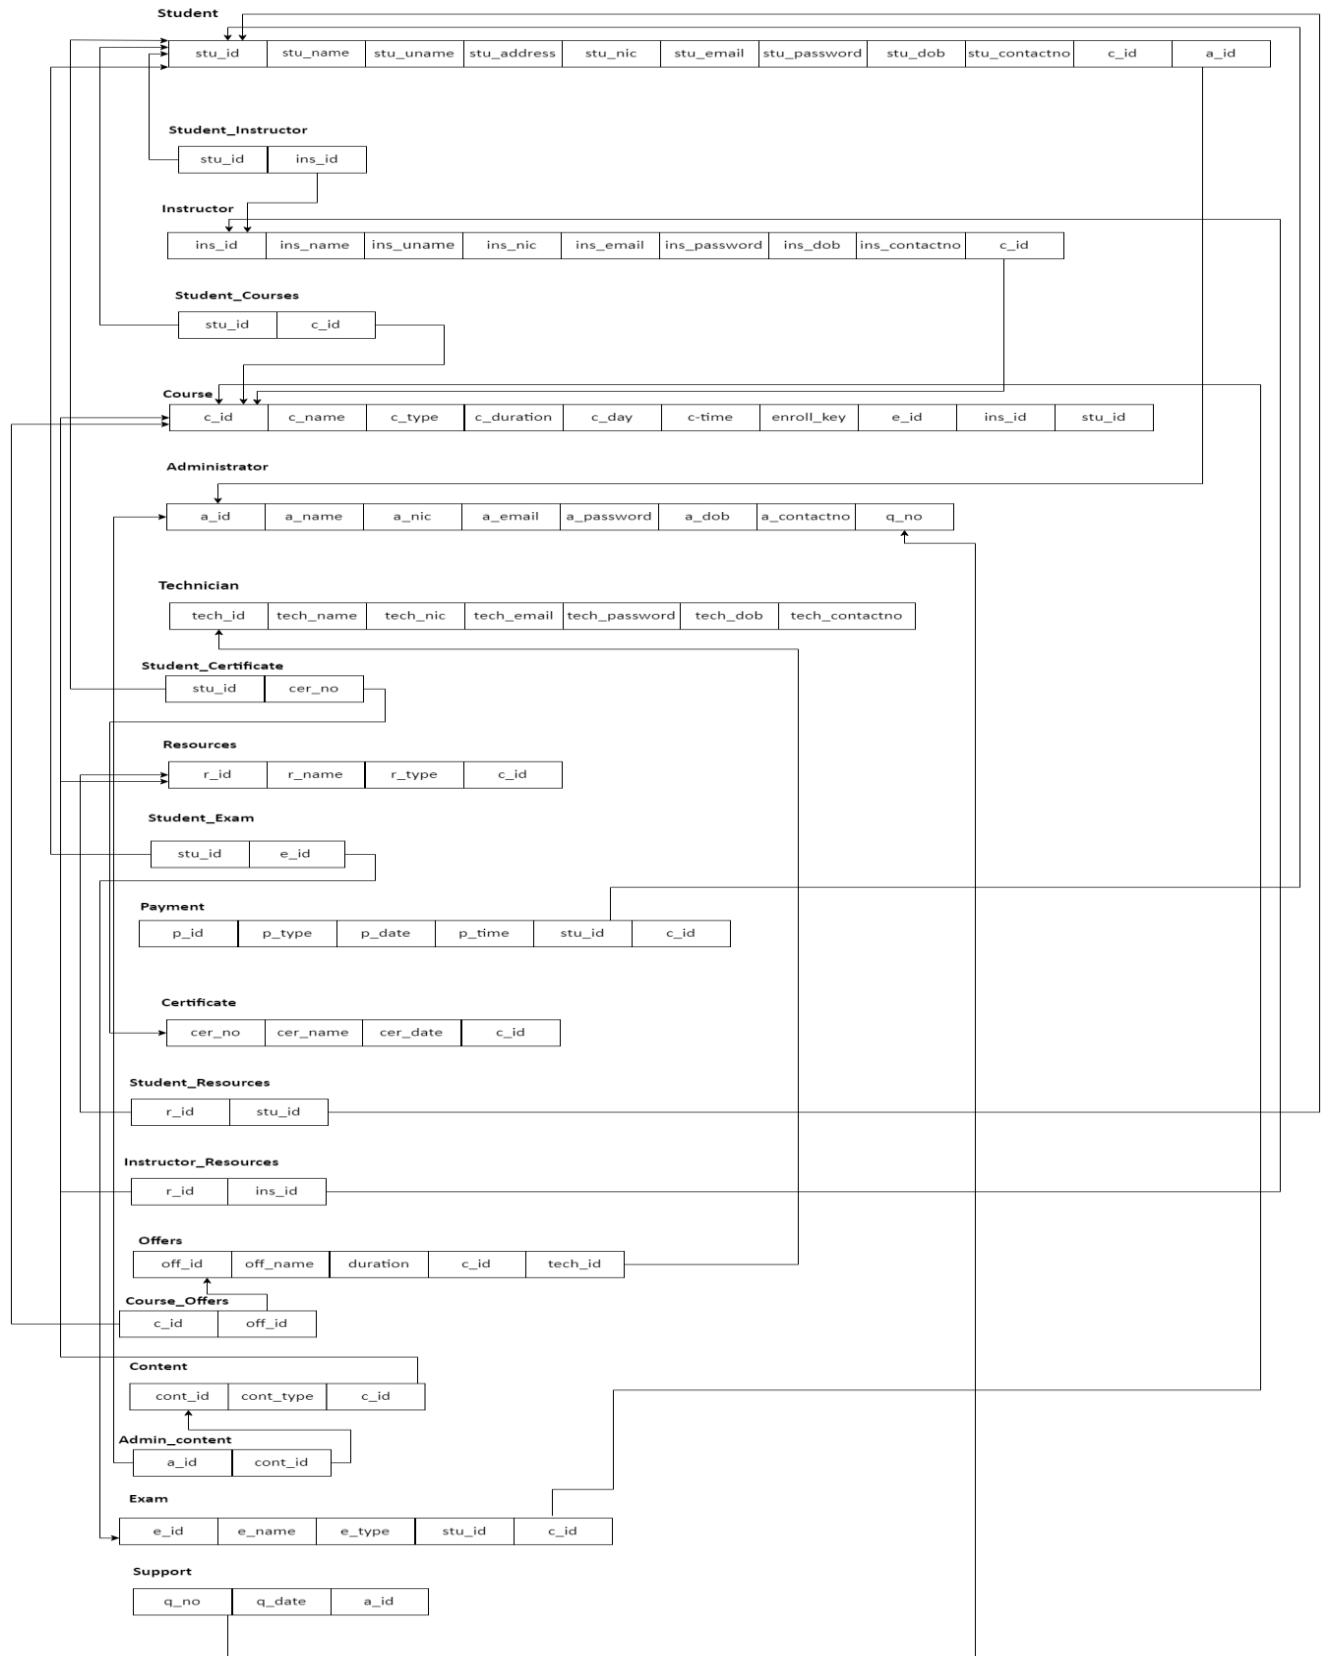 Student
stu_id stu_name stu_uname stu_address stu_nic stu_email stu_password stu_dob stu_contactno c_id a_id
Student_Instructor
stu_id ins_id
Instructor
ins_id ins_name ins_uname ins_nic ins_email ins_password ins_dob ins_contactno c_id
Student_Courses
stu_id c_id
Course
c_id c_name c_type c_duration c_day c-time enroll_key e_id ins_id stu_id
Administrator
a_id a_name a_nic a_email a_password a_dob a_contactno q_no
Technician
tech_id tech_name tech_nic tech_email tech_password tech_dob tech_contactno
Student_Certificate
stu_id cer_no
Resources
r_id r_name r_type c_id
Student_Exam
stu_id e_id
Payment
p_id p_type p_date p_time stu_id c_id
Certificate
cer_no cer_name cer_date c_id
Student_Resources
r_id stu_id
Instructor_Resources
r_id ins_id
Offers
off_id off_name duration c_id tech_id
Course_Offers
c_id off_id
Content
cont_id cont_type c_id
Admin_content
a_id cont_id
Exam
e_id e_name e_type stu_id c_id
Support
q_no q_date a_id